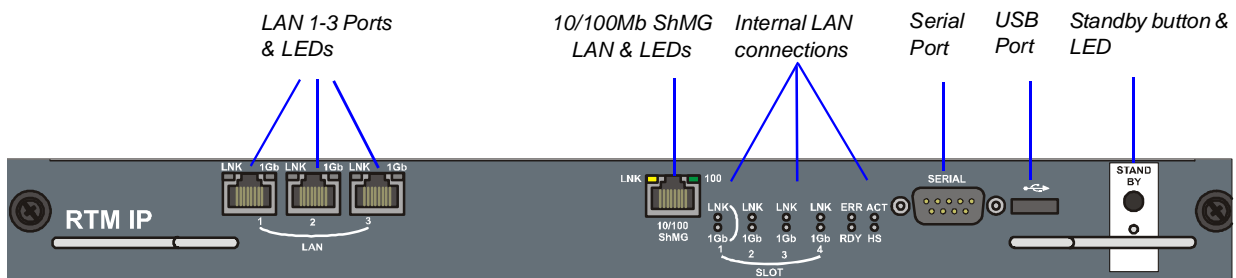 LAN 1-3 Ports
& LEDs
10/100Mb ShMG
LAN & LEDs
Internal LAN
connections
Serial
Port
USB
Port
Standby button &
LED
RTM IP
LNK 1Gb LNK 1Gb LNK 1Gb
1 2 3
LAN
LNK 100
10/100
ShMG
LNK LNK LNK LNK ERR ACT
1Gb 1Gb 1Gb 1Gb RDY HS
1 2 3 4
SLOT
SERIAL
STAND
BY